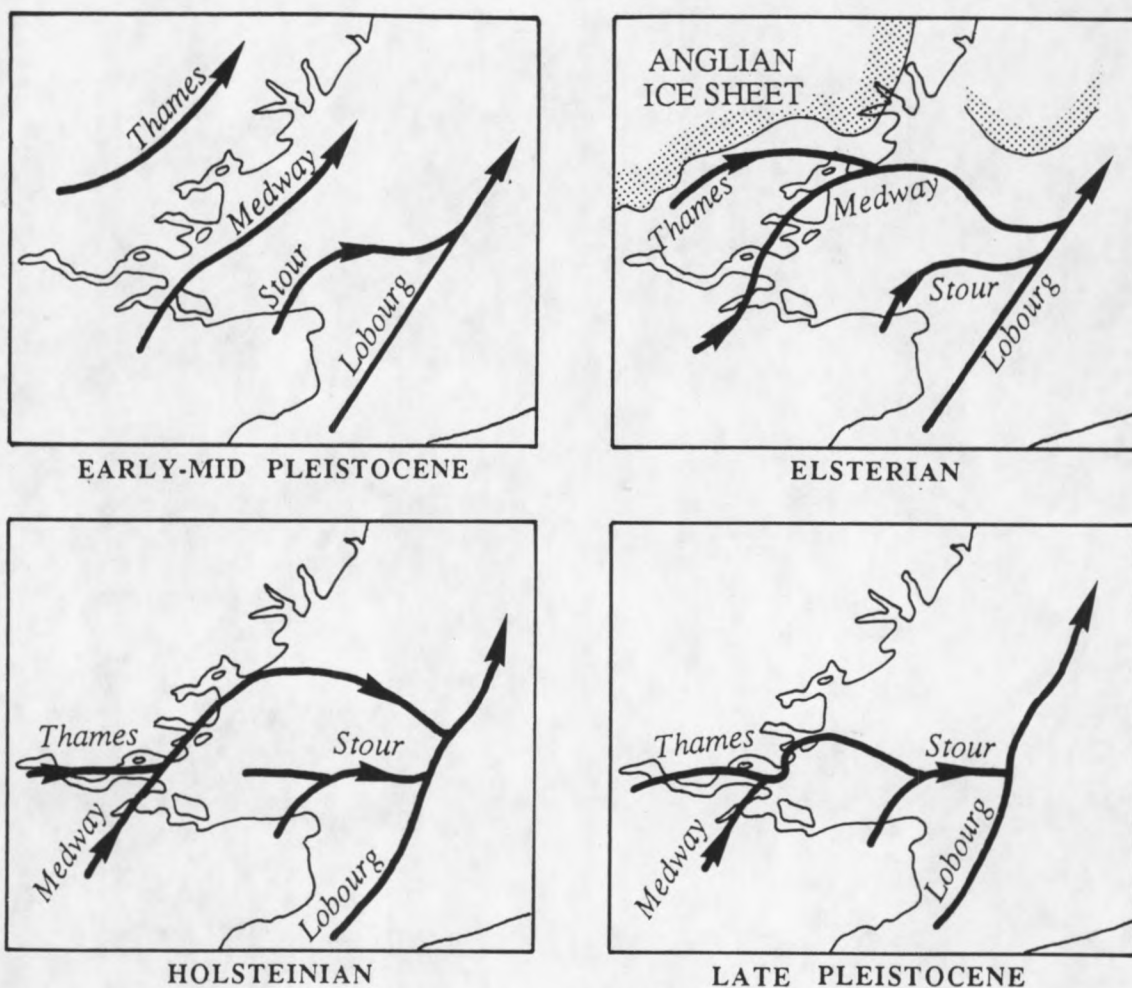 Thames
Medway
Stour
Lobourg
EARLY-MID PLEISTOCENE
ANGLIAN
ICE SHEET
Thames
Medway
Stour
Lobourg
ELSTERIAN
Thames
Stour
Medway
Lobourg
HOLSTEINIAN
Thames
Stour
Medway
Lobourg
LATE PLEISTOCENE